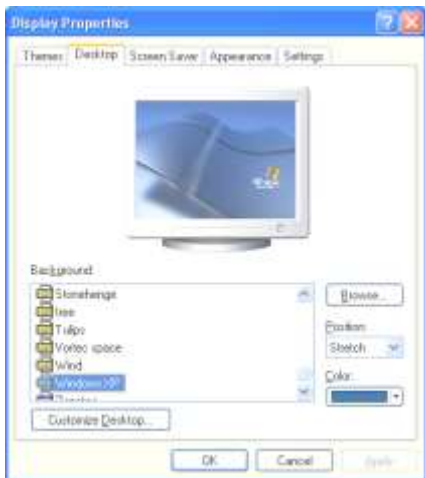 Display Properties
Themes Desktop Screen Saver Appearance Settings
Background:
Stonehenge
tree
Tulips
Vortec space
Wind
Windows XP
Browse...
Position:
Stretch
Color:
Customize Desktop...
OK Cancel Apply